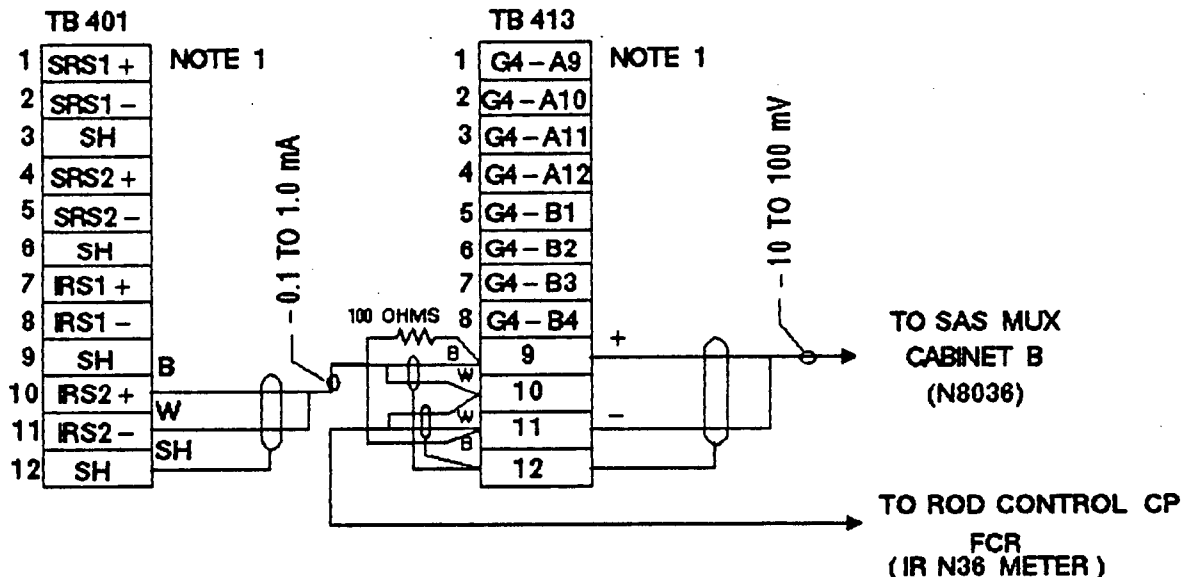 TB 401
1 SRS1 + NOTE 1
2 SRS1 –
3 SH
4 SRS2 +
5 SRS2 –
6 SH
7 IRS1 +
8 IRS1 –
9 SH
10 IRS2 +
11 IRS2 –
12 SH
B
W
SH
– 0.1 TO 1.0 mA
TB 413
1 G4 – A9 NOTE 1
2 G4 – A10
3 G4 – A11
4 G4 – A12
5 G4 – B1
6 G4 – B2
7 G4 – B3
8 G4 – B4
9
10
11
12
100 OHMS
B
W
W
B
+
–
– 10 TO 100 mV
TO SAS MUX
CABINET B
(N8036)
TO ROD CONTROL CP
FCR
( IR N36 METER )